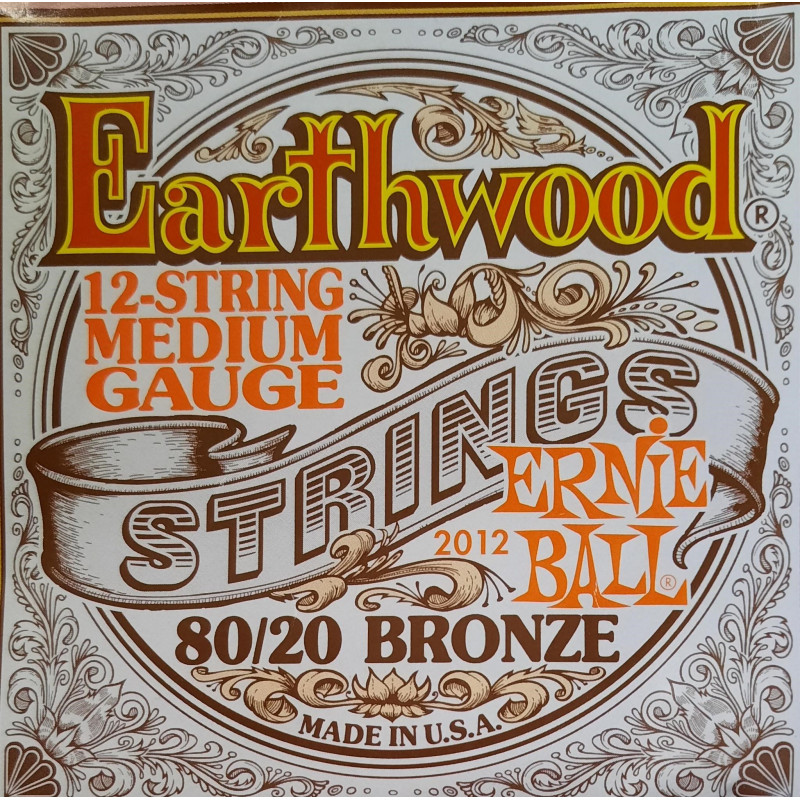 Earthwood®
12-STRING
MEDIUM
GAUGE
STRINGS
ERNIE
2012 BALL®
80/20 BRONZE
MADE IN U.S.A.